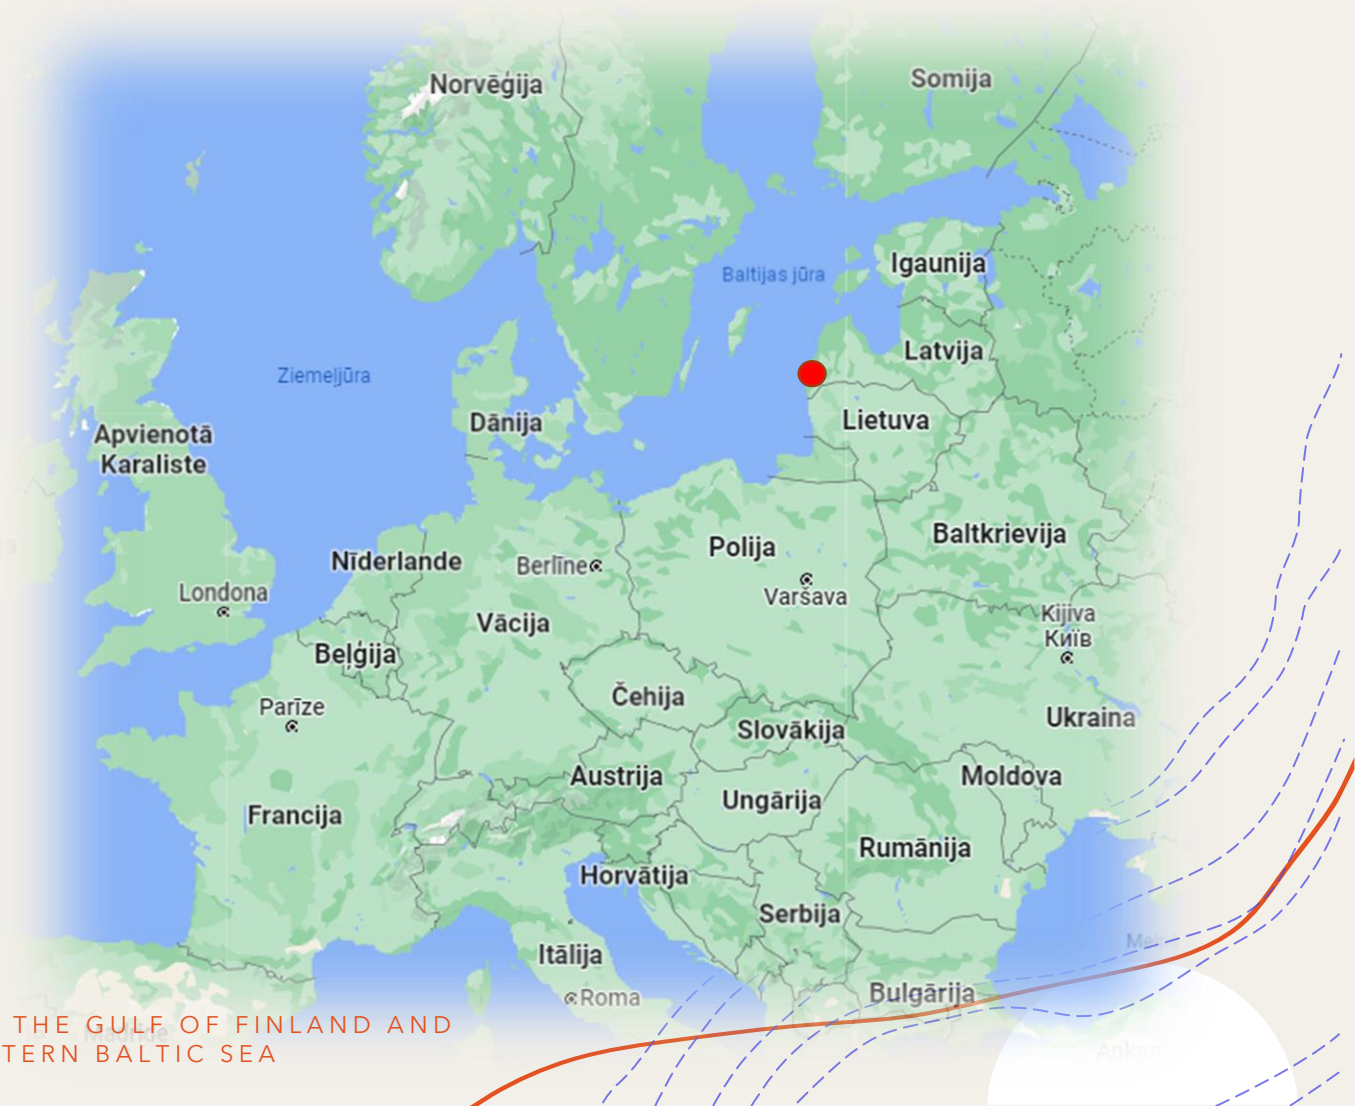 Norvēģija
Somija
Igaunija
Baltijas jūra
Latvija
Ziemeļjūra
Dānija
Lietuva
Apvienotā
Karaliste
Baltkrievija
Polija
Nīderlande
Berlīne
Varšava
Londona
Kijiva
Київ
Vācija
Beļģija
Čehija
Parīze
Ukraina
Slovākija
Austrija
Moldova
Ungārija
Francija
Rumānija
Horvātija
Serbija
Itālija
Bulgārija
Roma
THE GULF OF FINLAND AND
Madride
TERN BALTIC SEA